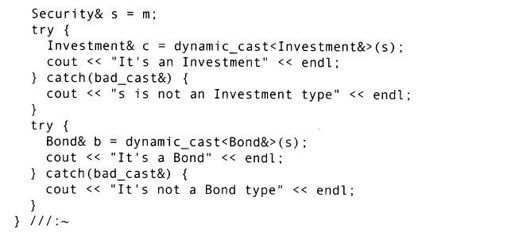 Security& s = m;
try {
Investment& c = dynamic_cast<Investment&>(s);
cout << "It's an Investment" << endl;
} catch(bad_cast&) {
cout << "s is not an Investment type" << endl;
}
try {
Bond& b = dynamic_cast<Bond&>(s);
cout << "It's a Bond" << endl;
} catch(bad_cast&) {
cout << "It's not a Bond type" << endl;
}
} ///:~